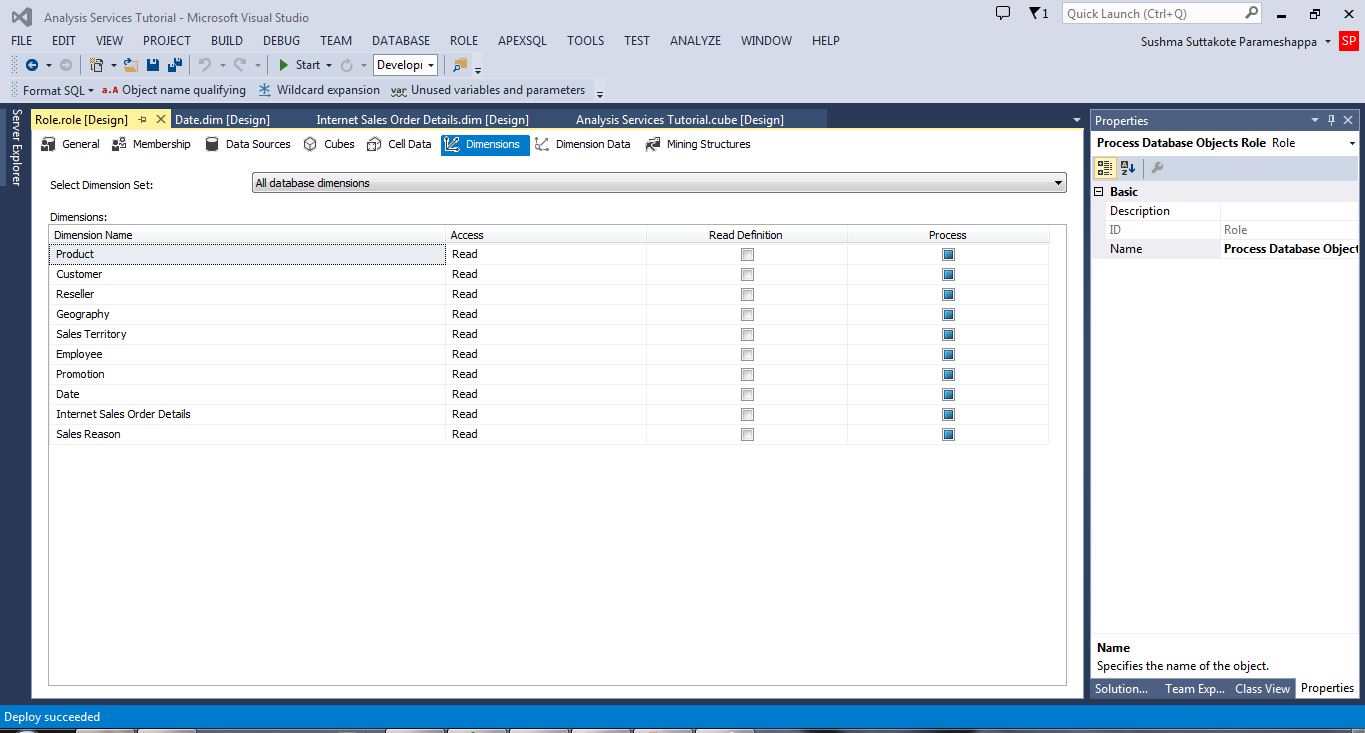 Analysis Services Tutorial - Microsoft Visual Studio
1
Quick Launch (Ctrl+Q)
FILE EDIT VIEW PROJECT BUILD DEBUG TEAM DATABASE ROLE APEXSQL TOOLS TEST ANALYZE WINDOW HELP
Sushma Suttakote Parameshappa SP
Start Developi
Format SQL a.A Object name qualifying Wildcard expansion var Unused variables and parameters
Server Explorer
Role.role [Design] Date.dim [Design] Internet Sales Order Details.dim [Design] Analysis Services Tutorial.cube [Design]
General Membership Data Sources Cubes Cell Data Dimensions Dimension Data Mining Structures
Select Dimension Set: All database dimensions
Dimensions:
Dimension Name Access Read Definition Process
Product Read
Customer Read
Reseller Read
Geography Read
Sales Territory Read
Employee Read
Promotion Read
Date Read
Internet Sales Order Details Read
Sales Reason Read
Properties
Process Database Objects Role Role
Basic
Description
ID Role
Name Process Database Object
Name
Specifies the name of the object.
Solution... Team Exp... Class View Properties
Deploy succeeded